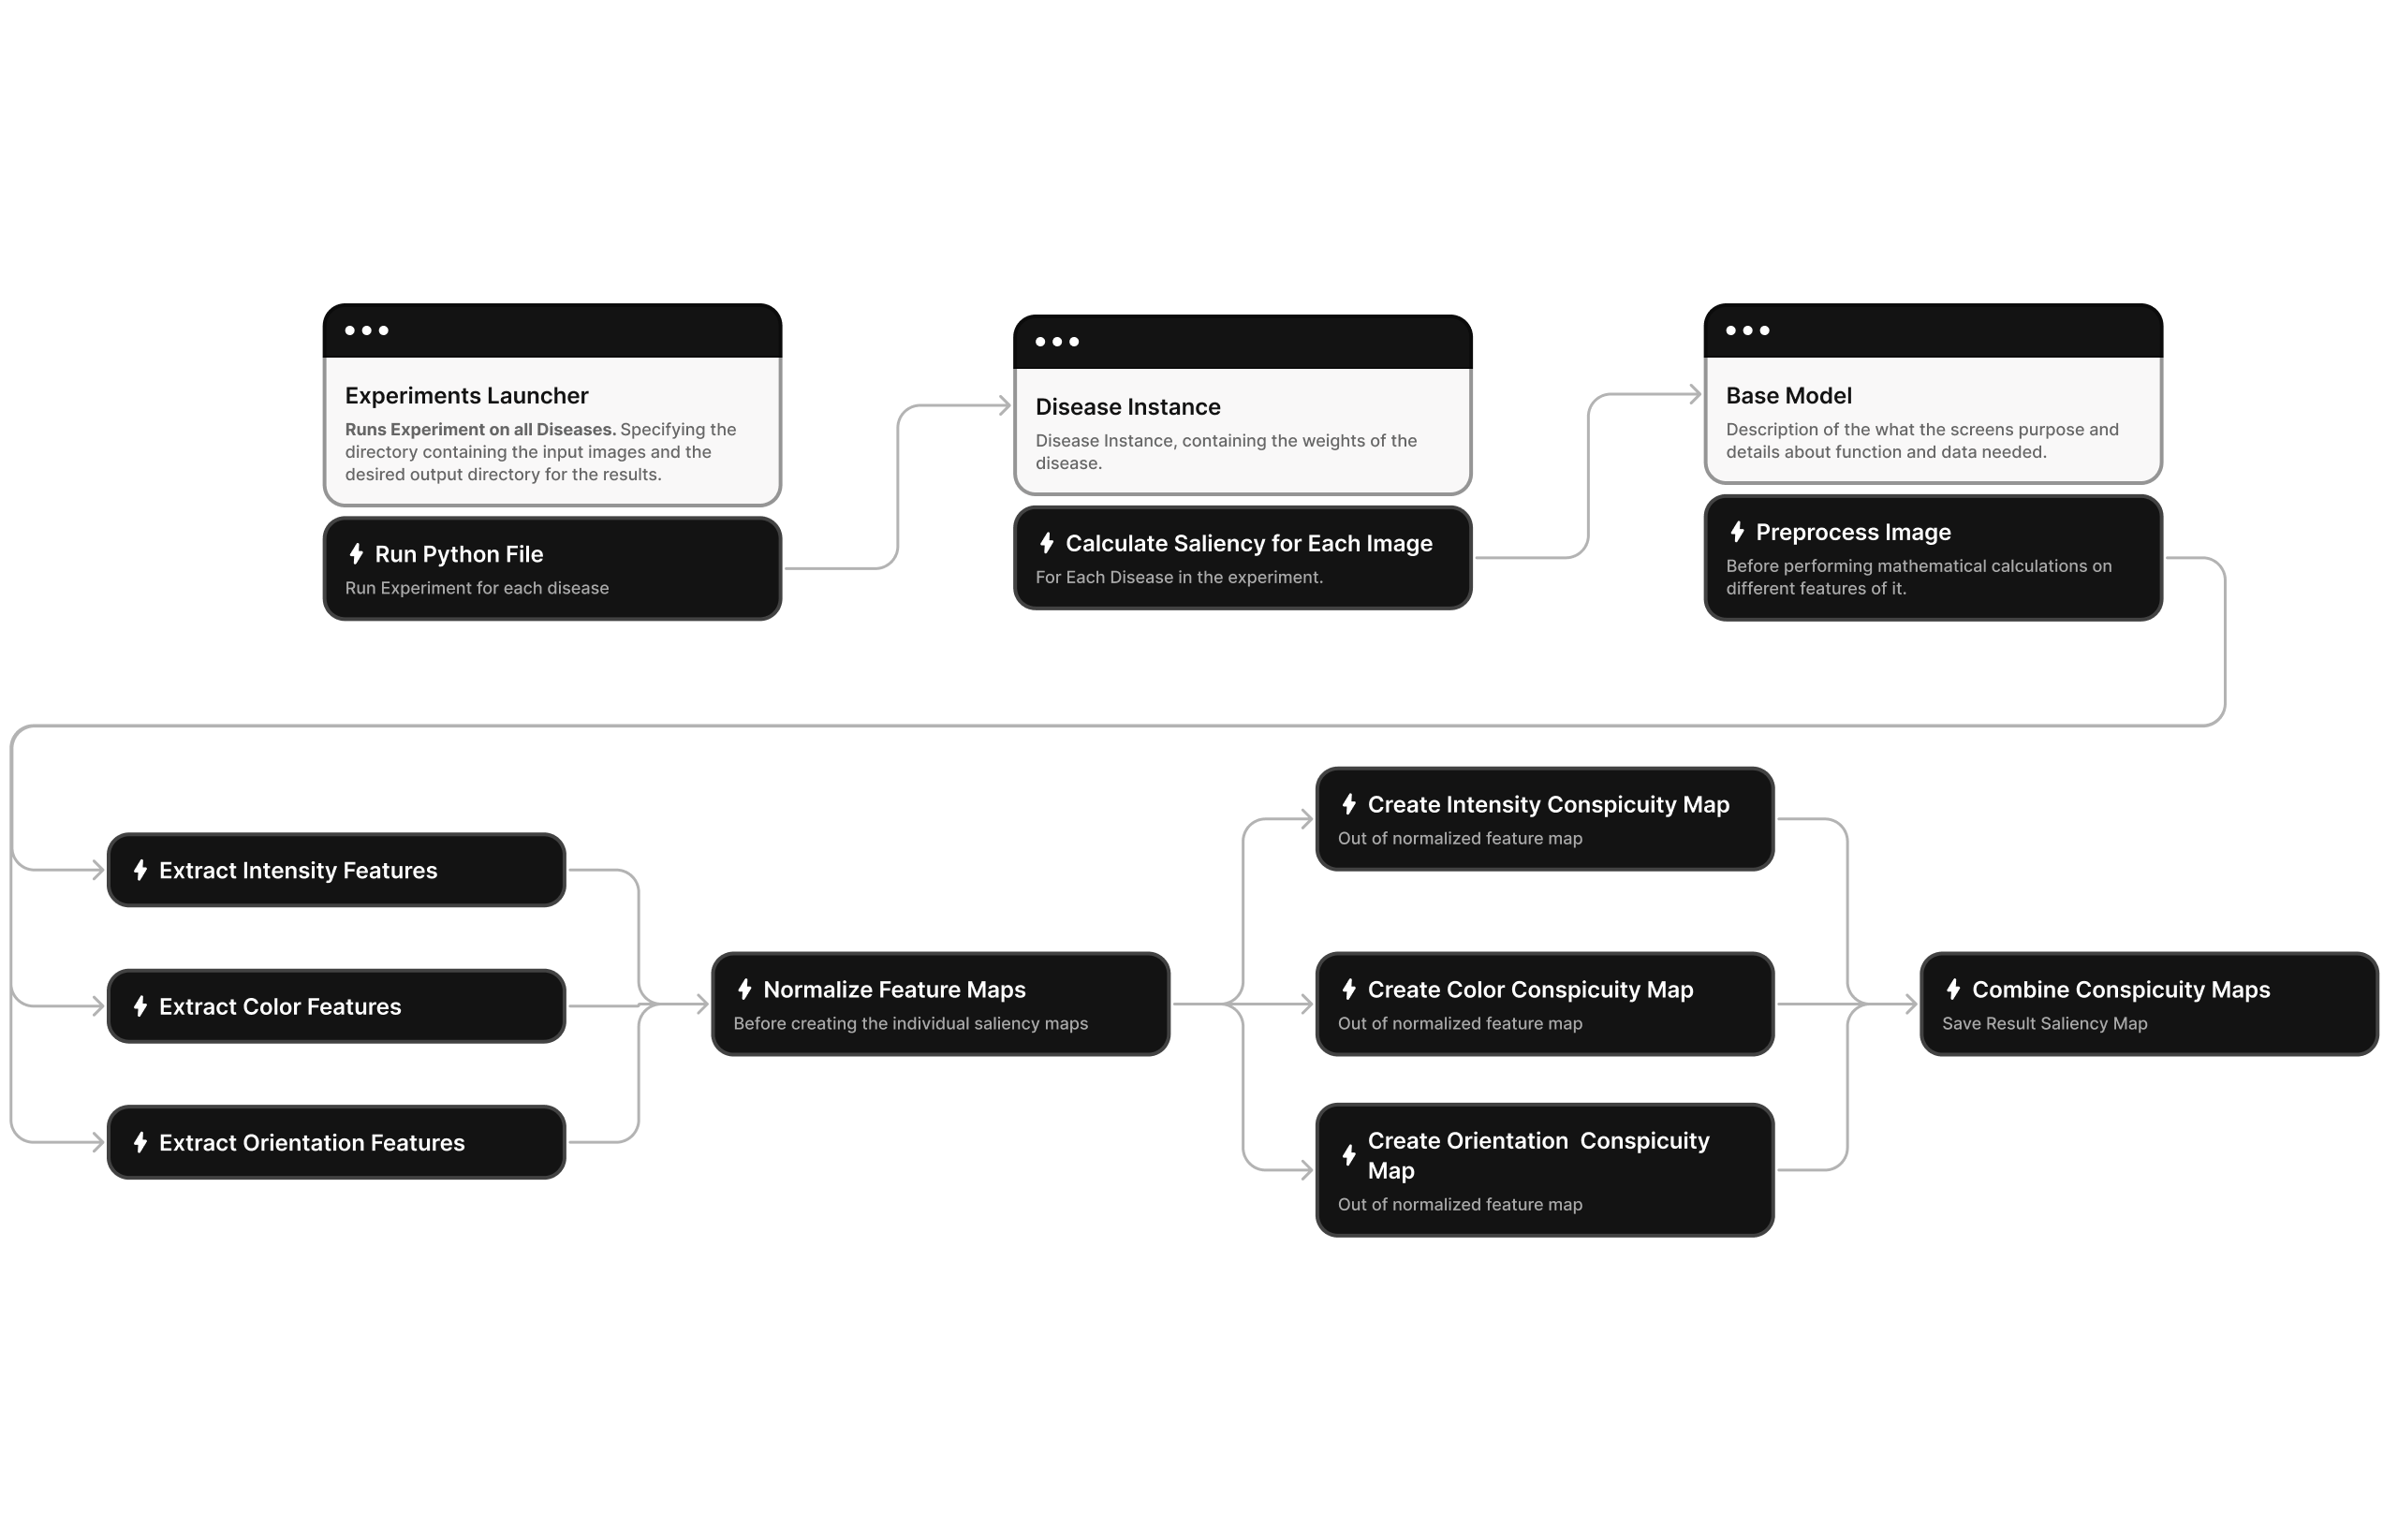 Experiments Launcher
Runs Experiment on all Diseases. Specifying the
directory containing the input images and the
desired output directory for the results.
Run Python File
Run Experiment for each disease
Disease Instance
Disease Instance, containing the weights of the
disease.
Calculate Saliency for Each Image
For Each Disease in the experiment.
Base Model
Description of the what the screens purpose and
details about function and data needed.
Preprocess Image
Before performing mathematical calculations on
different features of it.
Extract Intensity Features
Extract Color Features
Extract Orientation Features
Normalize Feature Maps
Before creating the individual saliency maps
Create Intensity Conspicuity Map
Out of normalized feature map
Create Color Conspicuity Map
Out of normalized feature map
Create Orientation  Conspicuity
Map
Out of normalized feature map
Combine Conspicuity Maps
Save Result Saliency Map